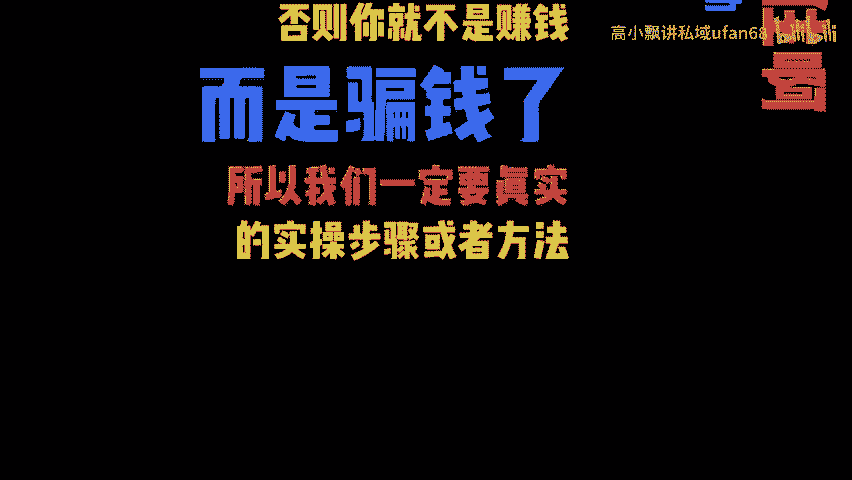 否则你就不是赚钱
而是骗钱了
所以我们一定要真实
的实操步骤或者方法
高小飘讲私域ufan68
bilibili